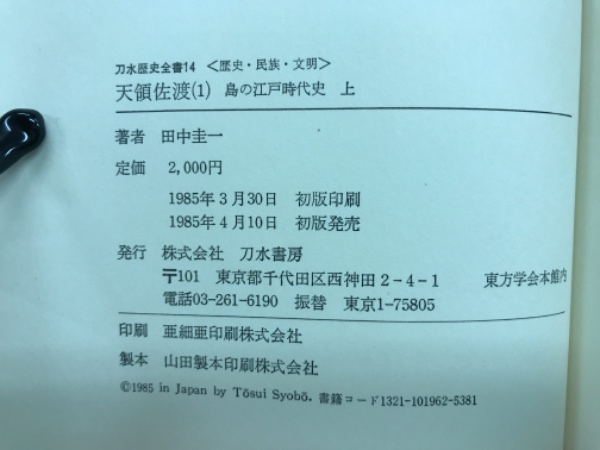 刀水歴史全書14 <歴史・民族・文明>
天領佐渡(1) 島の江戸時代史 上
著者 田中圭一
定価 2,000円
1985年3月30日 初版印刷
1985年4月10日 初版発売
発行 株式会社 刀水書房
〒101 東京都千代田区西神田2-4-1 東方学会本館内
電話03-261-6190 振替 東京1-75805
印刷 亜細亜印刷株式会社
製本 山田製本印刷株式会社
©1985 in Japan by Tōsui Syobō. 書籍コード1321-101962-5381